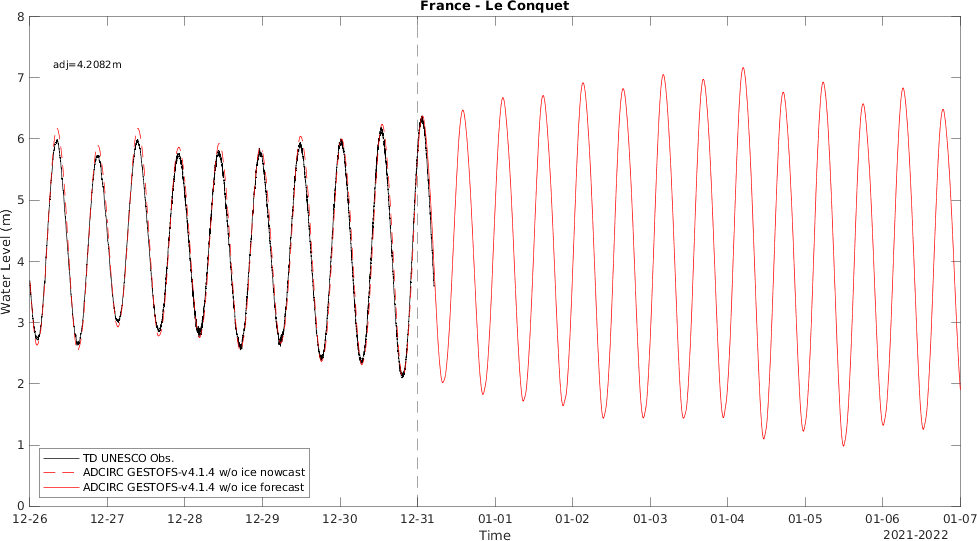 France - Le Conquet
adj=4.2082m
8
7
6
5
4
3
2
1
0
Water Level (m)
TD UNESCO Obs.
ADCIRC GESTOFS-v4.1.4 w/o ice nowcast
ADCIRC GESTOFS-v4.1.4 w/o ice forecast
12-26 12-27 12-28 12-29 12-30 12-31 01-01 01-02 01-03 01-04 01-05 01-06 01-07
Time
2021-2022